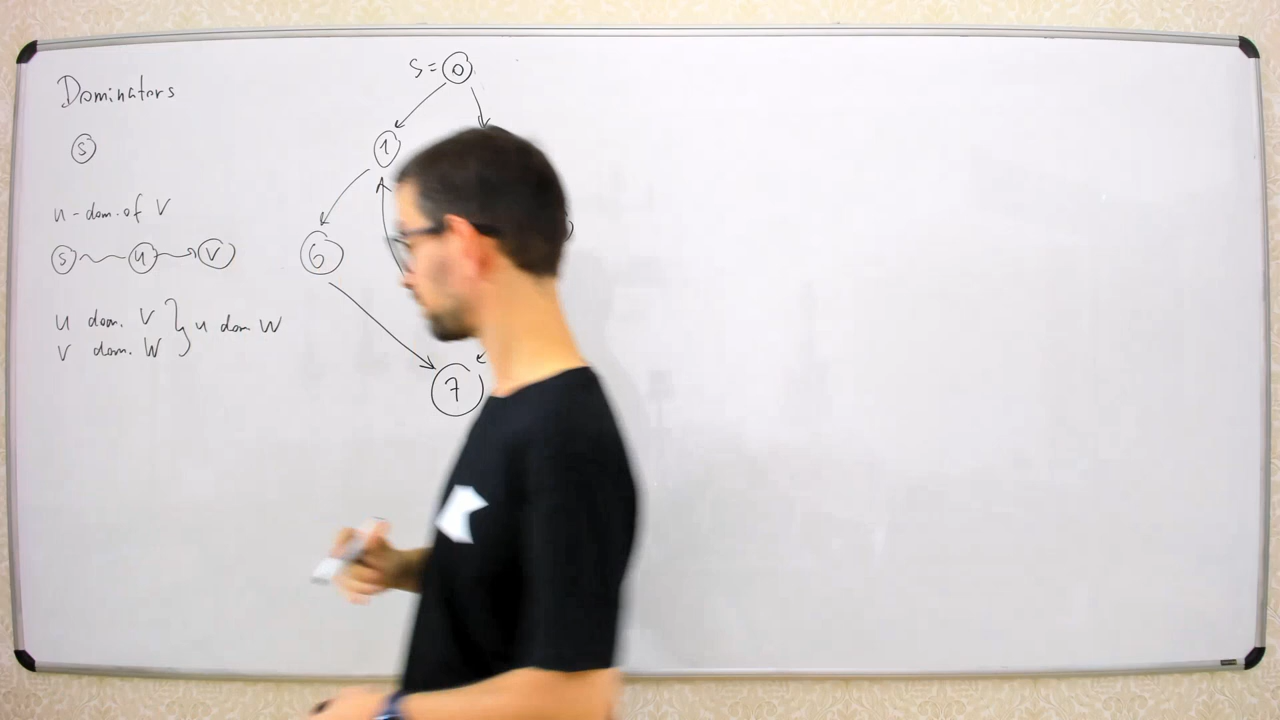 Dominators
S
u - dom. of V
S u V
u dom. V } u dom W
V dom. W
S = 0
1
6
7